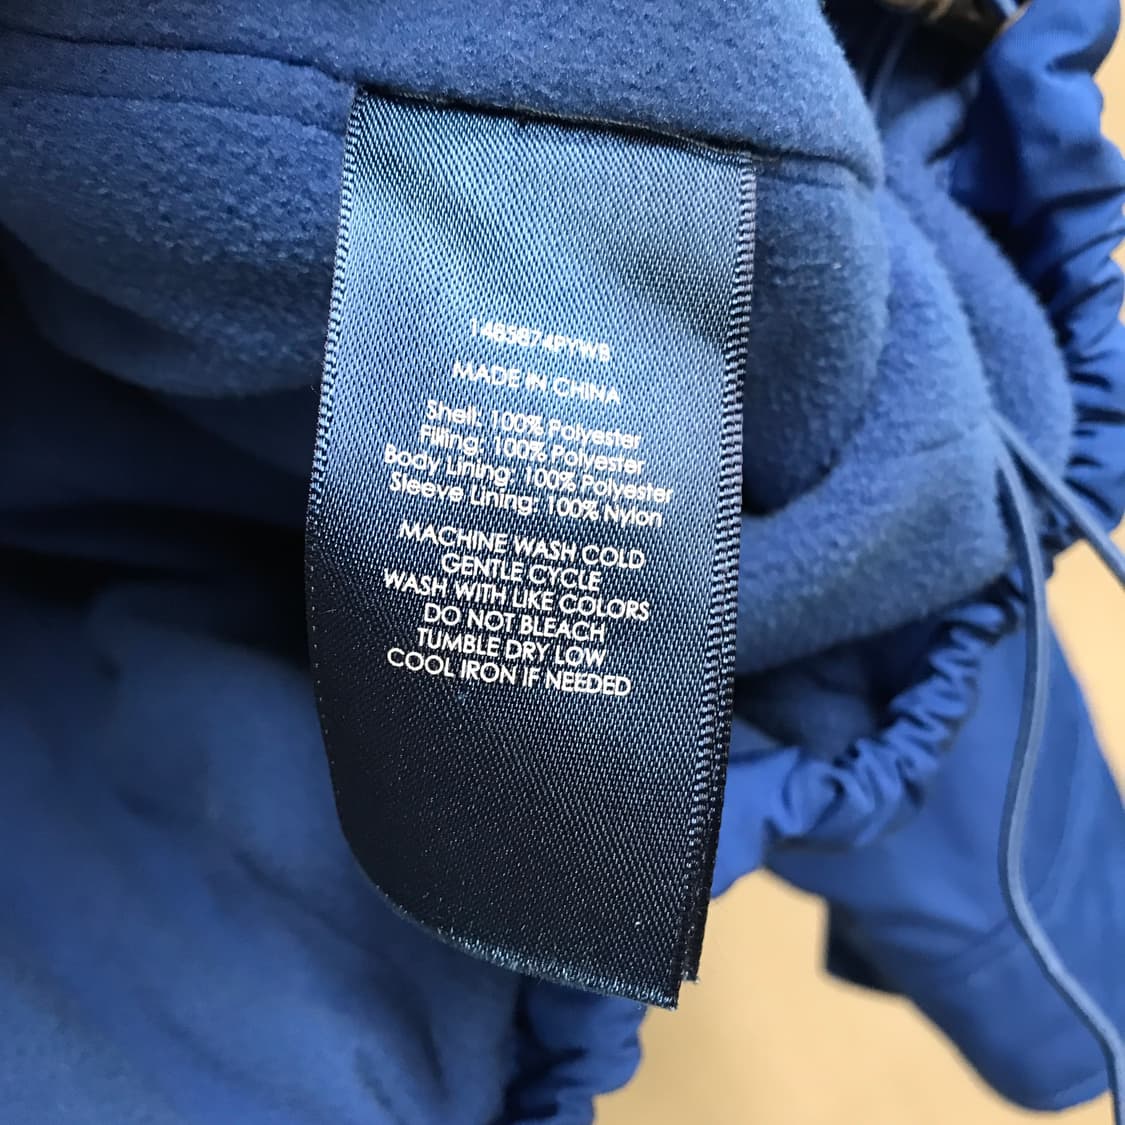 MADE IN CHINA
Shell: 100% Polyester
Filling: 100% Polyester
Body Lining: 100% Polyester
Sleeve Lining: 100% Nylon
MACHINE WASH COLD
GENTLE CYCLE
WASH WITH LIKE COLORS
DO NOT BLEACH
TUMBLE DRY LOW
COOL IRON IF NEEDED